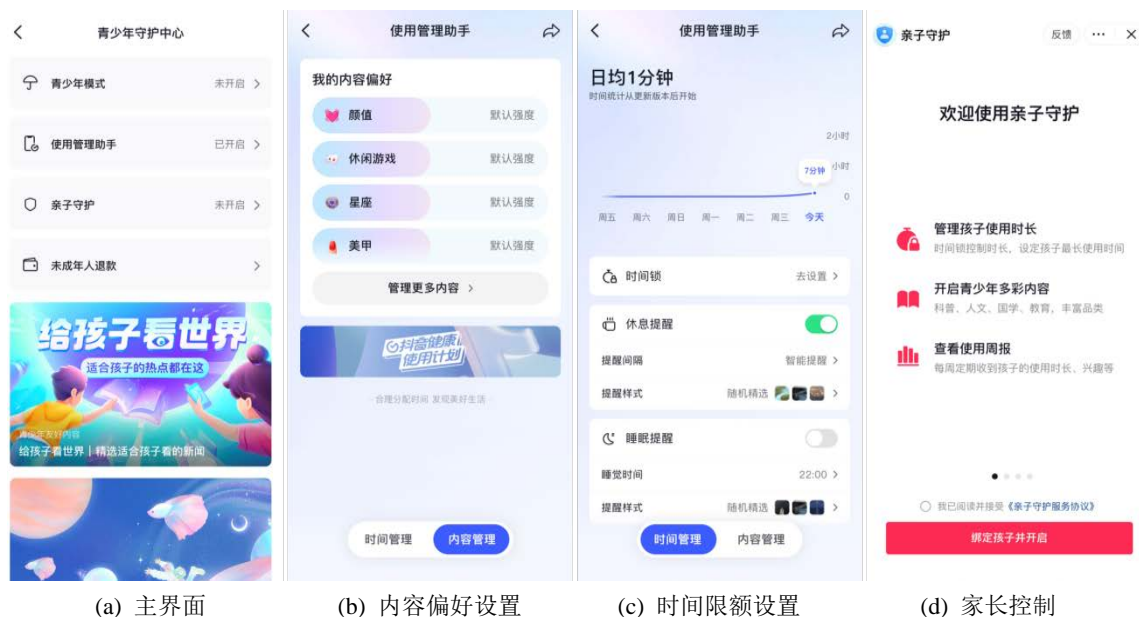 青少年守护中心
青少年模式 未开启
使用管理助手 已开启
亲子守护 未开启
未成年人退款
给孩子看世界
适合孩子的热点都在这
青少年友好内容
给孩子看世界｜精选适合孩子看的新闻
(a) 主界面
使用管理助手
我的内容偏好
颜值 默认强度
休闲游戏 默认强度
星座 默认强度
美甲 默认强度
管理更多内容
抖音健康
使用计划
- 合理分配时间 发现美好生活 -
时间管理 内容管理
(b) 内容偏好设置
使用管理助手
日均1分钟
时间统计从更新版本后开始
2小时
7分钟 小时
0
周五 周六 周日 周一 周二 周三 今天
时间锁 去设置
休息提醒
提醒间隔 智能提醒
提醒样式 随机精选
睡眠提醒
睡觉时间 22:00
提醒样式 随机精选
时间管理 内容管理
(c) 时间限额设置
亲子守护 反馈
欢迎使用亲子守护
管理孩子使用时长
时间锁控制时长，设定孩子最长使用时间
开启青少年多彩内容
科普、人文、国学、教育，丰富品类
查看使用周报
每周定期收到孩子的使用时长、兴趣等
我已阅读并接受《亲子守护服务协议》
绑定孩子并开启
(d) 家长控制